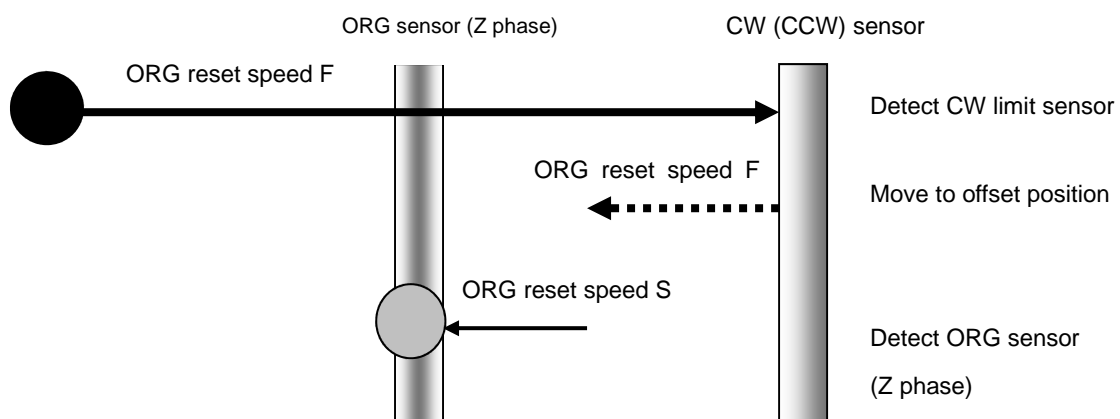 ORG sensor (Z phase)
CW (CCW) sensor
ORG reset speed F
Detect CW limit sensor
ORG reset speed F
Move to offset position
ORG reset speed S
Detect ORG sensor
(Z phase)